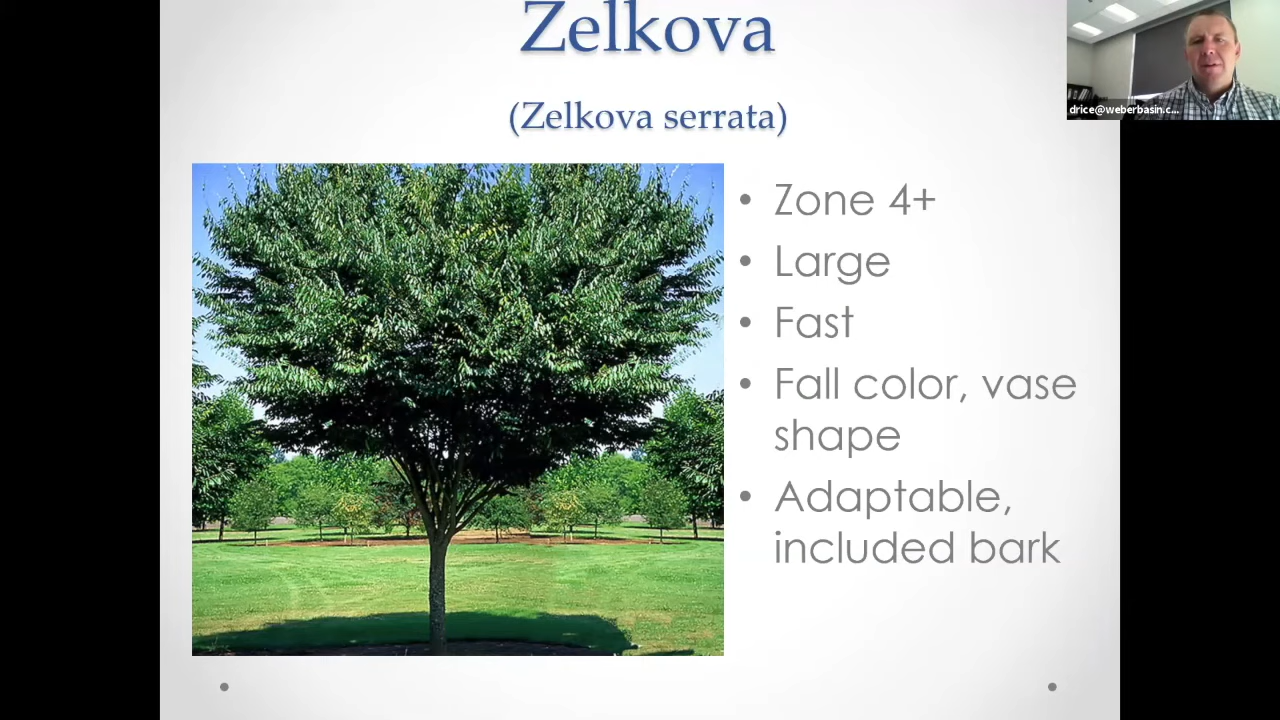 Zelkova
(Zelkova serrata)
drice@weberbasin.c...
• Zone 4+
• Large
• Fast
• Fall color, vase
shape
• Adaptable,
included bark